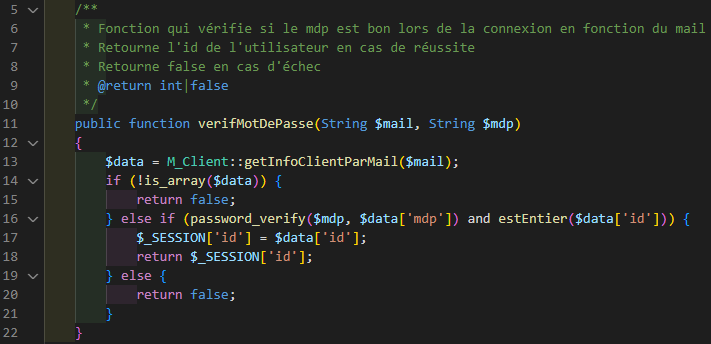 5 /**
6 * Fonction qui vérifie si le mdp est bon lors de la connexion en fonction du mail
7 * Retourne l'id de l'utilisateur en cas de réussite
8 * Retourne false en cas d'échec
9 * @return int|false
10 */
11 public function verifMotDePasse(String $mail, String $mdp)
12 {
13 $data = M_Client::getInfoClientParMail($mail);
14 if (!is_array($data)) {
15 return false;
16 } else if (password_verify($mdp, $data['mdp']) and estEntier($data['id'])) {
17 $_SESSION['id'] = $data['id'];
18 return $_SESSION['id'];
19 } else {
20 return false;
21 }
22 }